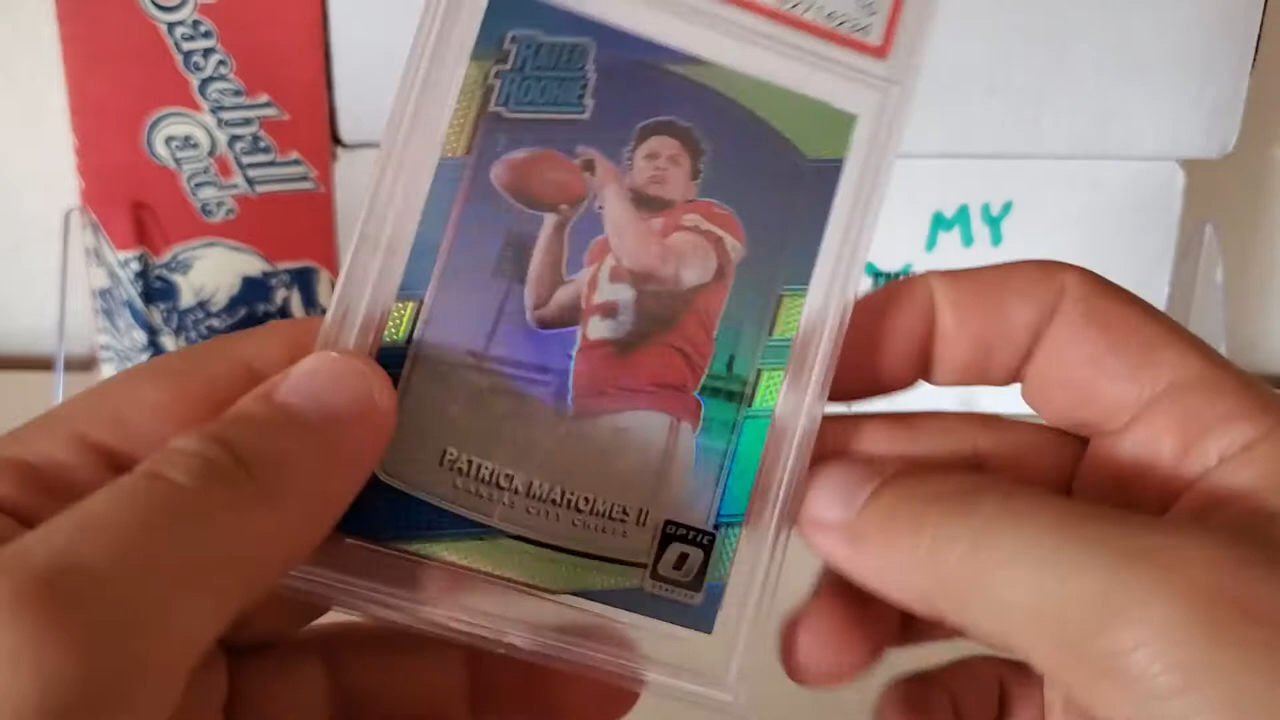 Baseball
Cards
RATED
ROOKIE
MY
PATRICK MAHOMES II
KANSAS CITY CHIEFS
OPTIC
O